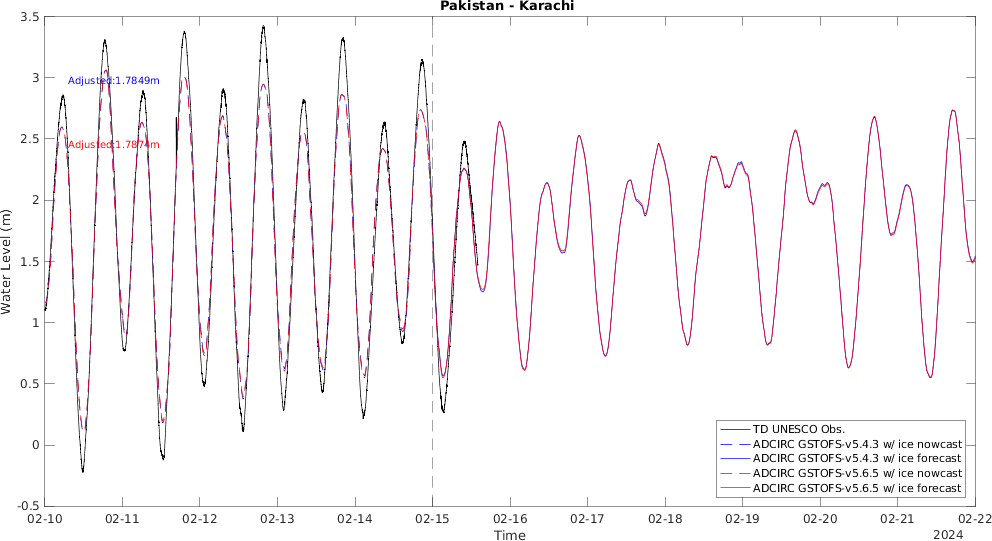 Pakistan - Karachi
3.5
3
2.5
2
1.5
1
0.5
0
-0.5
Water Level (m)
Adjusted:1.7849m
Adjusted:1.7874m
TD UNESCO Obs.
ADCIRC GSTOFS-v5.4.3 w/ ice nowcast
ADCIRC GSTOFS-v5.4.3 w/ ice forecast
ADCIRC GSTOFS-v5.6.5 w/ ice nowcast
ADCIRC GSTOFS-v5.6.5 w/ ice forecast
02-10 02-11 02-12 02-13 02-14 02-15 02-16 02-17 02-18 02-19 02-20 02-21 02-22
Time
2024